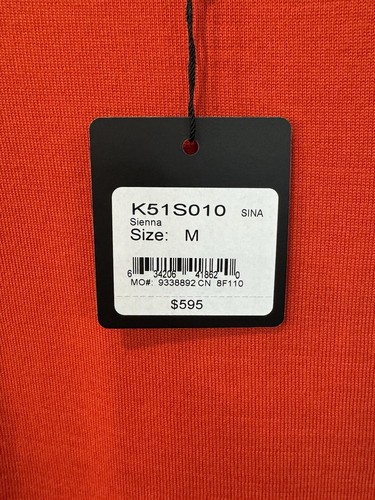 K51S010 SINA
Sienna
Size: M
6 34206 41862 0
MO#: 9338892 CN 8F110
$595